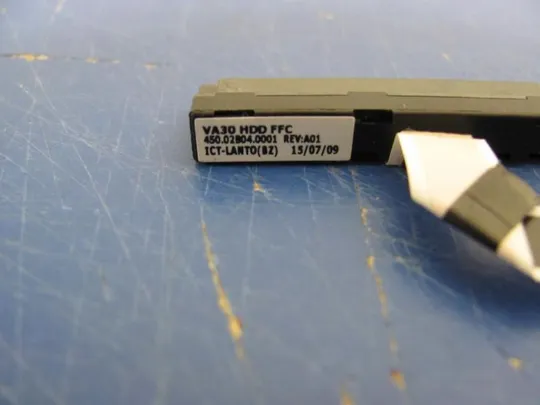 VA30 HDD FFC
450.02B04.0001 REV:A01
ICT-LANTO(BZ) 15/07/09